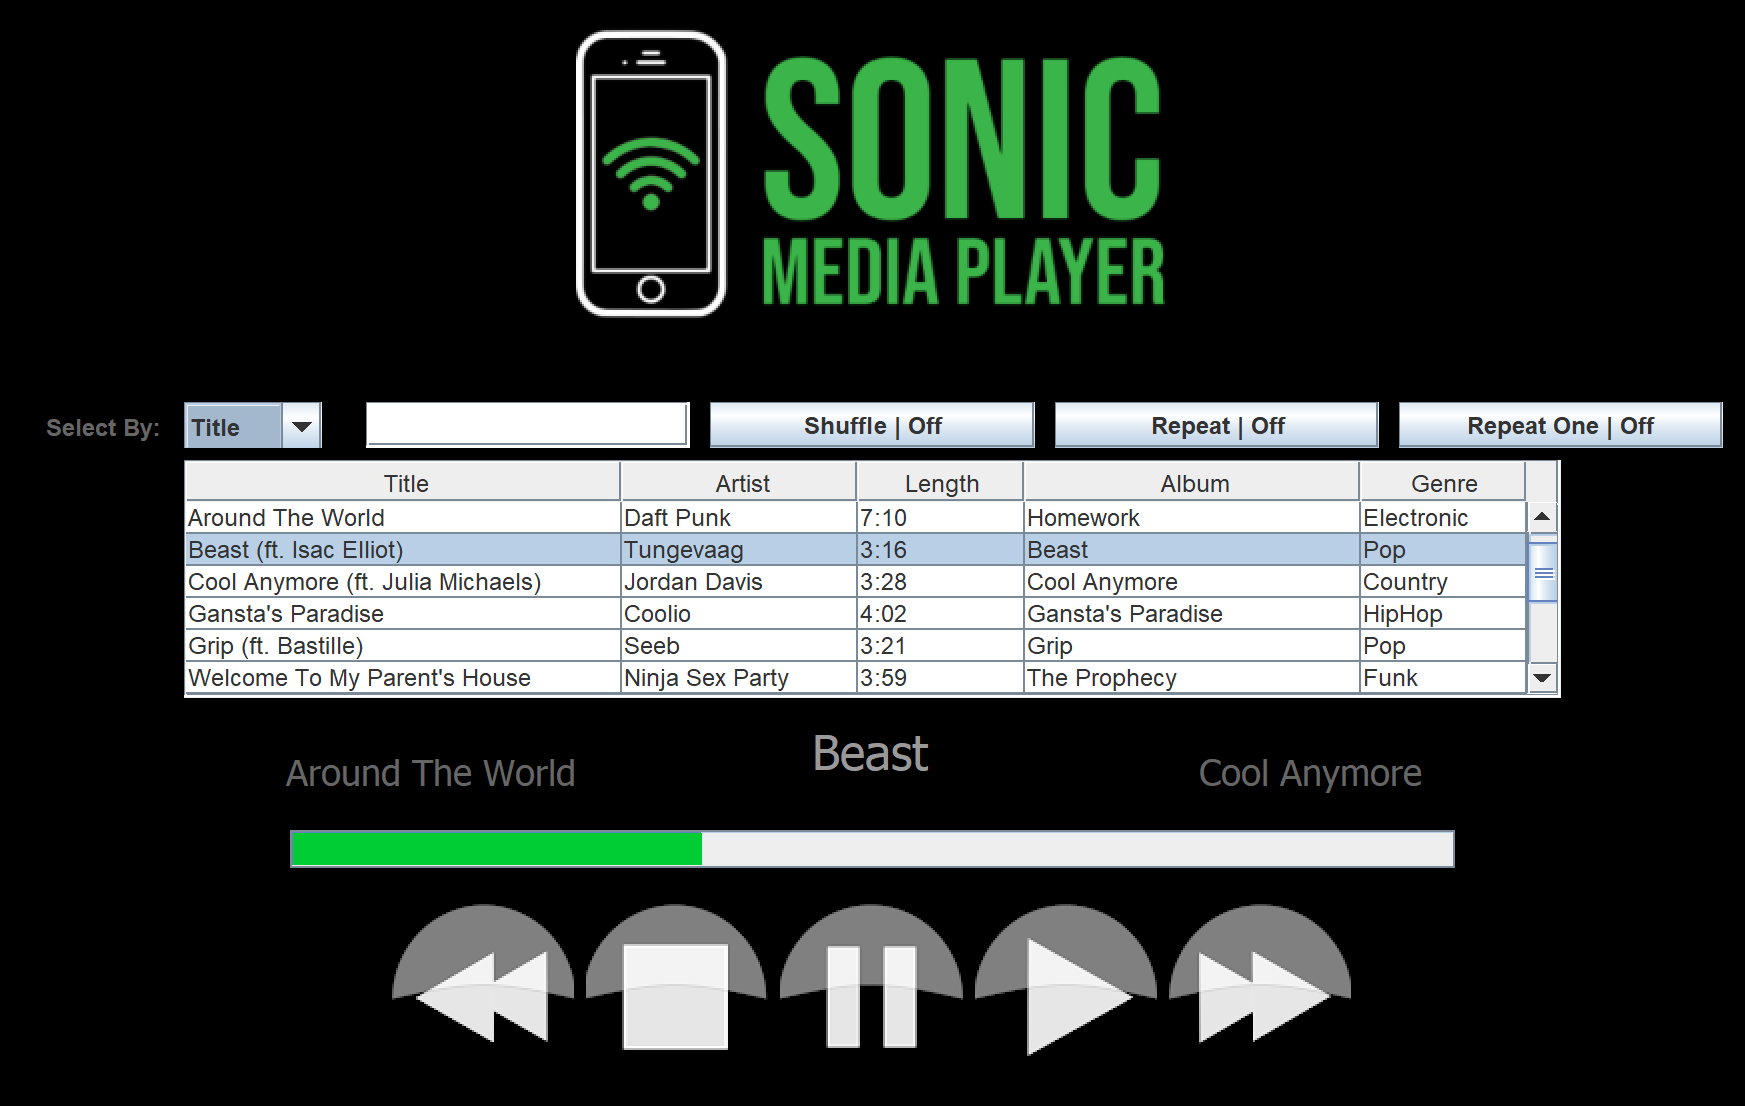 SONIC
MEDIA PLAYER
Select By: Title Shuffle | Off Repeat | Off Repeat One | Off
Title Artist Length Album Genre
Around The World Daft Punk 7:10 Homework Electronic
Beast (ft. Isac Elliot) Tungevaag 3:16 Beast Pop
Cool Anymore (ft. Julia Michaels) Jordan Davis 3:28 Cool Anymore Country
Gansta's Paradise Coolio 4:02 Gansta's Paradise HipHop
Grip (ft. Bastille) Seeb 3:21 Grip Pop
Welcome To My Parent's House Ninja Sex Party 3:59 The Prophecy Funk
Around The World Beast Cool Anymore